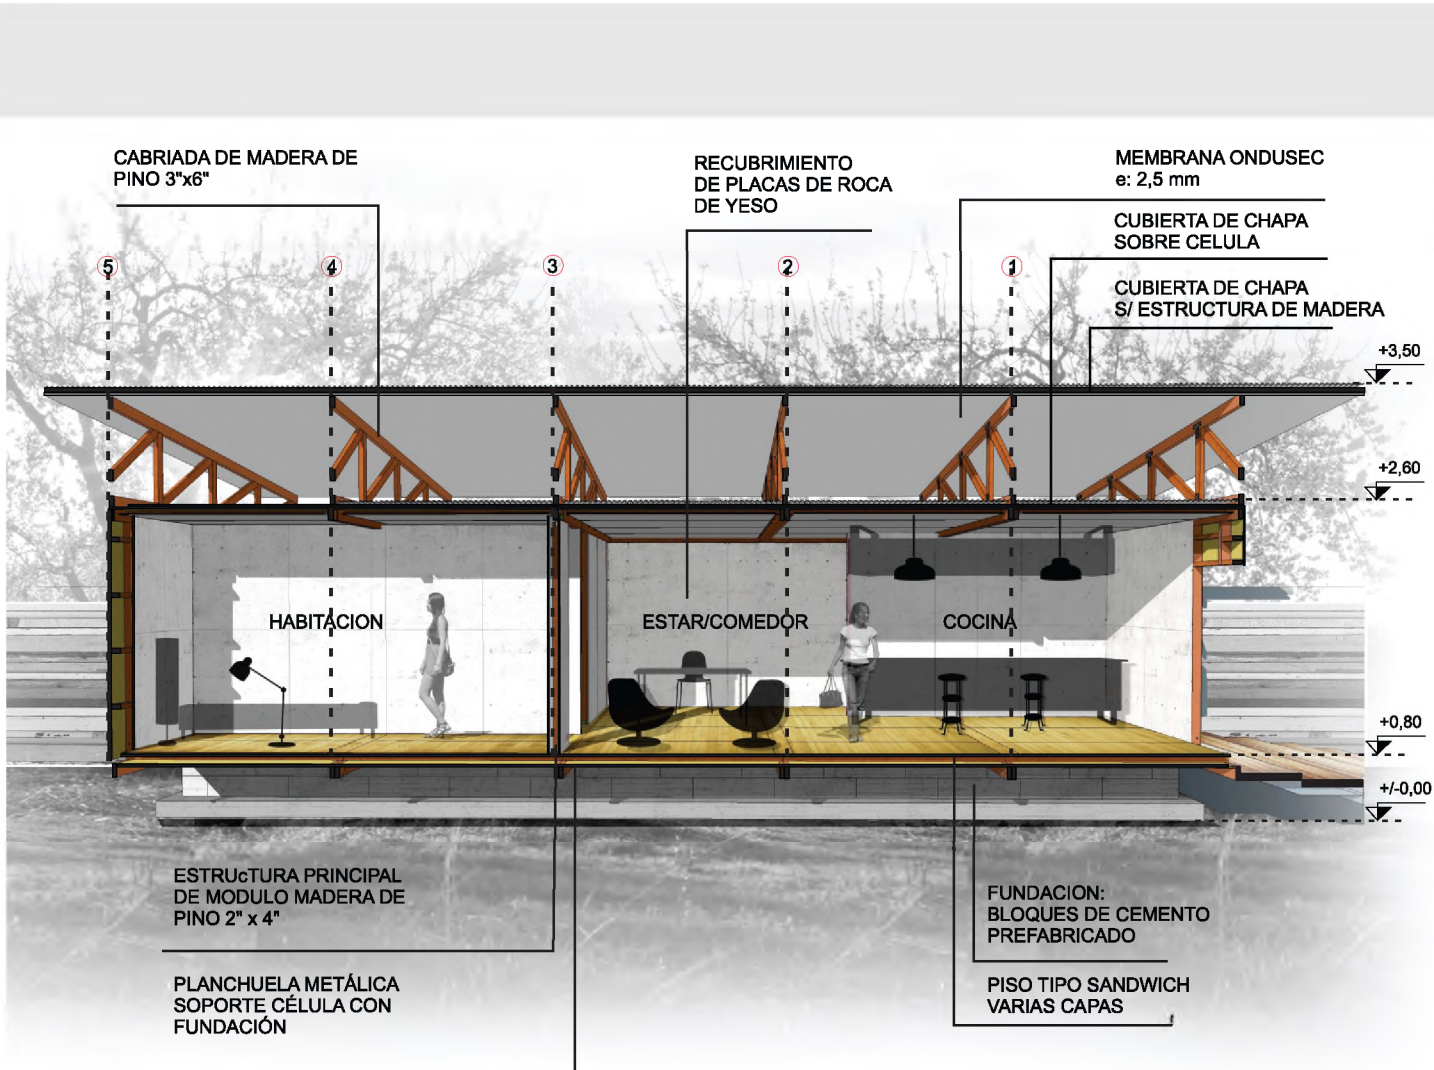 CABRIADA DE MADERA DE
PINO 3"x6"
RECUBRIMIENTO
DE PLACAS DE ROCA
DE YESO
MEMBRANA ONDUSEC
e: 2,5 mm
CUBIERTA DE CHAPA
SOBRE CELULA
CUBIERTA DE CHAPA
S/ ESTRUCTURA DE MADERA
5
4
3
2
1
+3,50
+2,60
HABITACION
ESTAR/COMEDOR
COCINA
+0,80
+/-0,00
ESTRUcTURA PRINCIPAL
DE MODULO MADERA DE
PINO 2" x 4"
PLANCHUELA METÁLICA
SOPORTE CÉLULA CON
FUNDACIÓN
FUNDACION:
BLOQUES DE CEMENTO
PREFABRICADO
PISO TIPO SANDWICH
VARIAS CAPAS